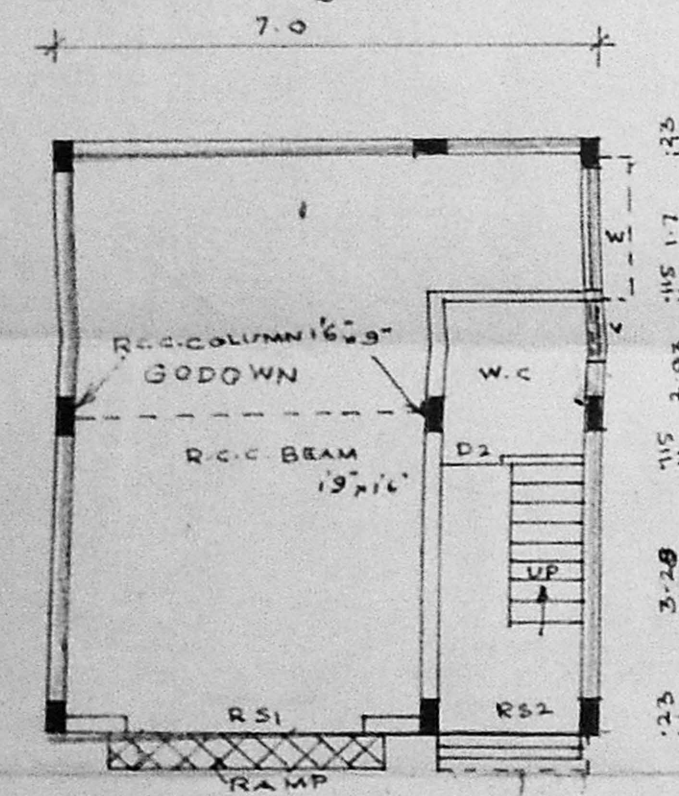 7.0
.23
1.7
W
.115
V
R.C.C. COLUMN 1'6"x9"
GODOWN
W.C
R.C.C BEAM
D2
.115
1'9"x1'6"
UP
3.28
RS1
RS2
.23
RAMP